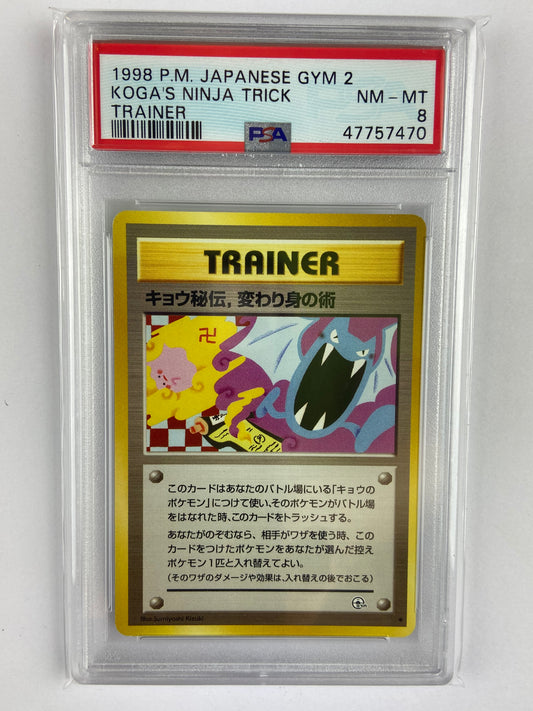 1998 P.M. JAPANESE GYM 2
KOGA'S NINJA TRICK NM - MT
TRAINER 8
PSA 47757470
TRAINER
キョウ秘伝, 変わり身の術
卍
このカードはあなたのバトル場にいる「キョウの
ポケモン」につけて使い、そのポケモンがバトル場
をはなれた時、このカードをトラッシュする。
あなたがのぞむなら、相手がワザを使う時、この
カードをつけたポケモンをあなたが選んだ控え
ポケモン1匹と入れ替えてよい。
(そのワザのダメージや効果は、入れ替えの後でおこる)
Illus. Sumiyoshi Kizuki